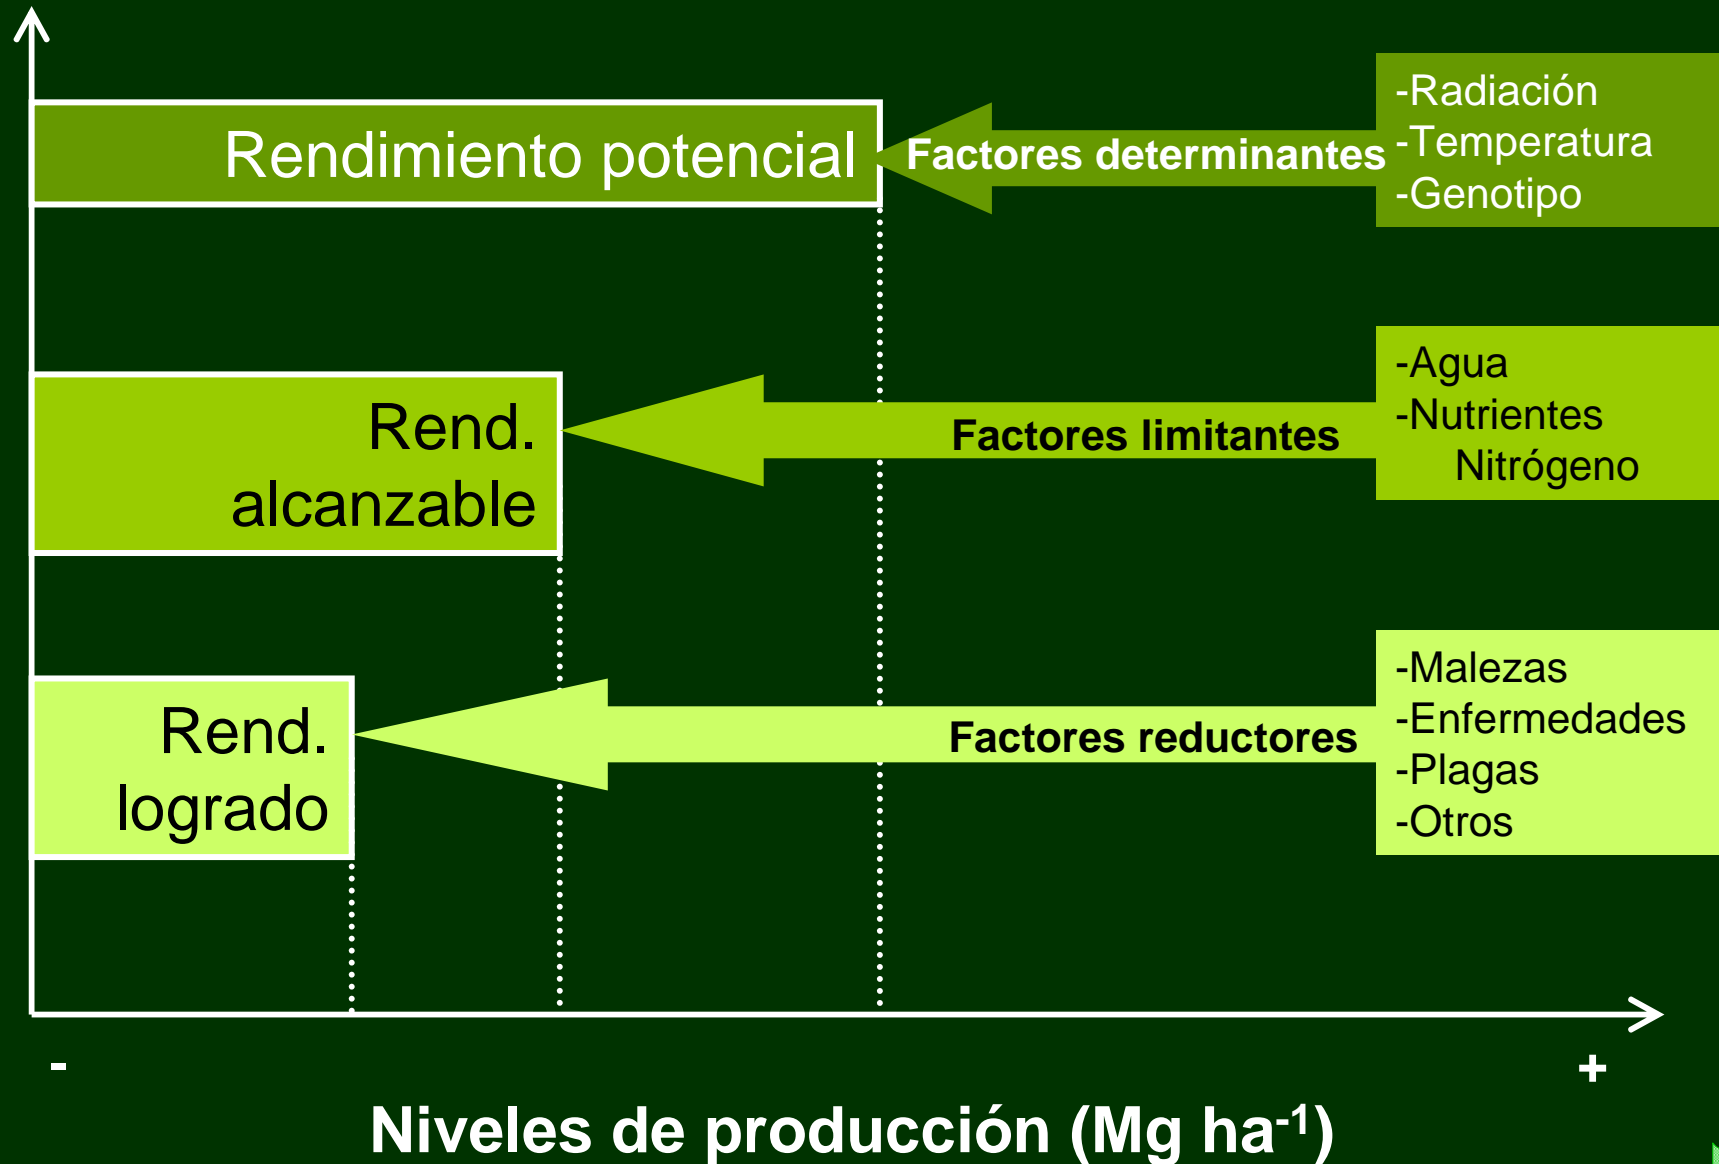 Rendimiento potencial
Factores determinantes
-Radiación
-Temperatura
-Genotipo
Rend.
alcanzable
Factores limitantes
-Agua
-Nutrientes
Nitrógeno
Rend.
logrado
Factores reductores
-Malezas
-Enfermedades
-Plagas
-Otros
- +
Niveles de producción (Mg ha-1)